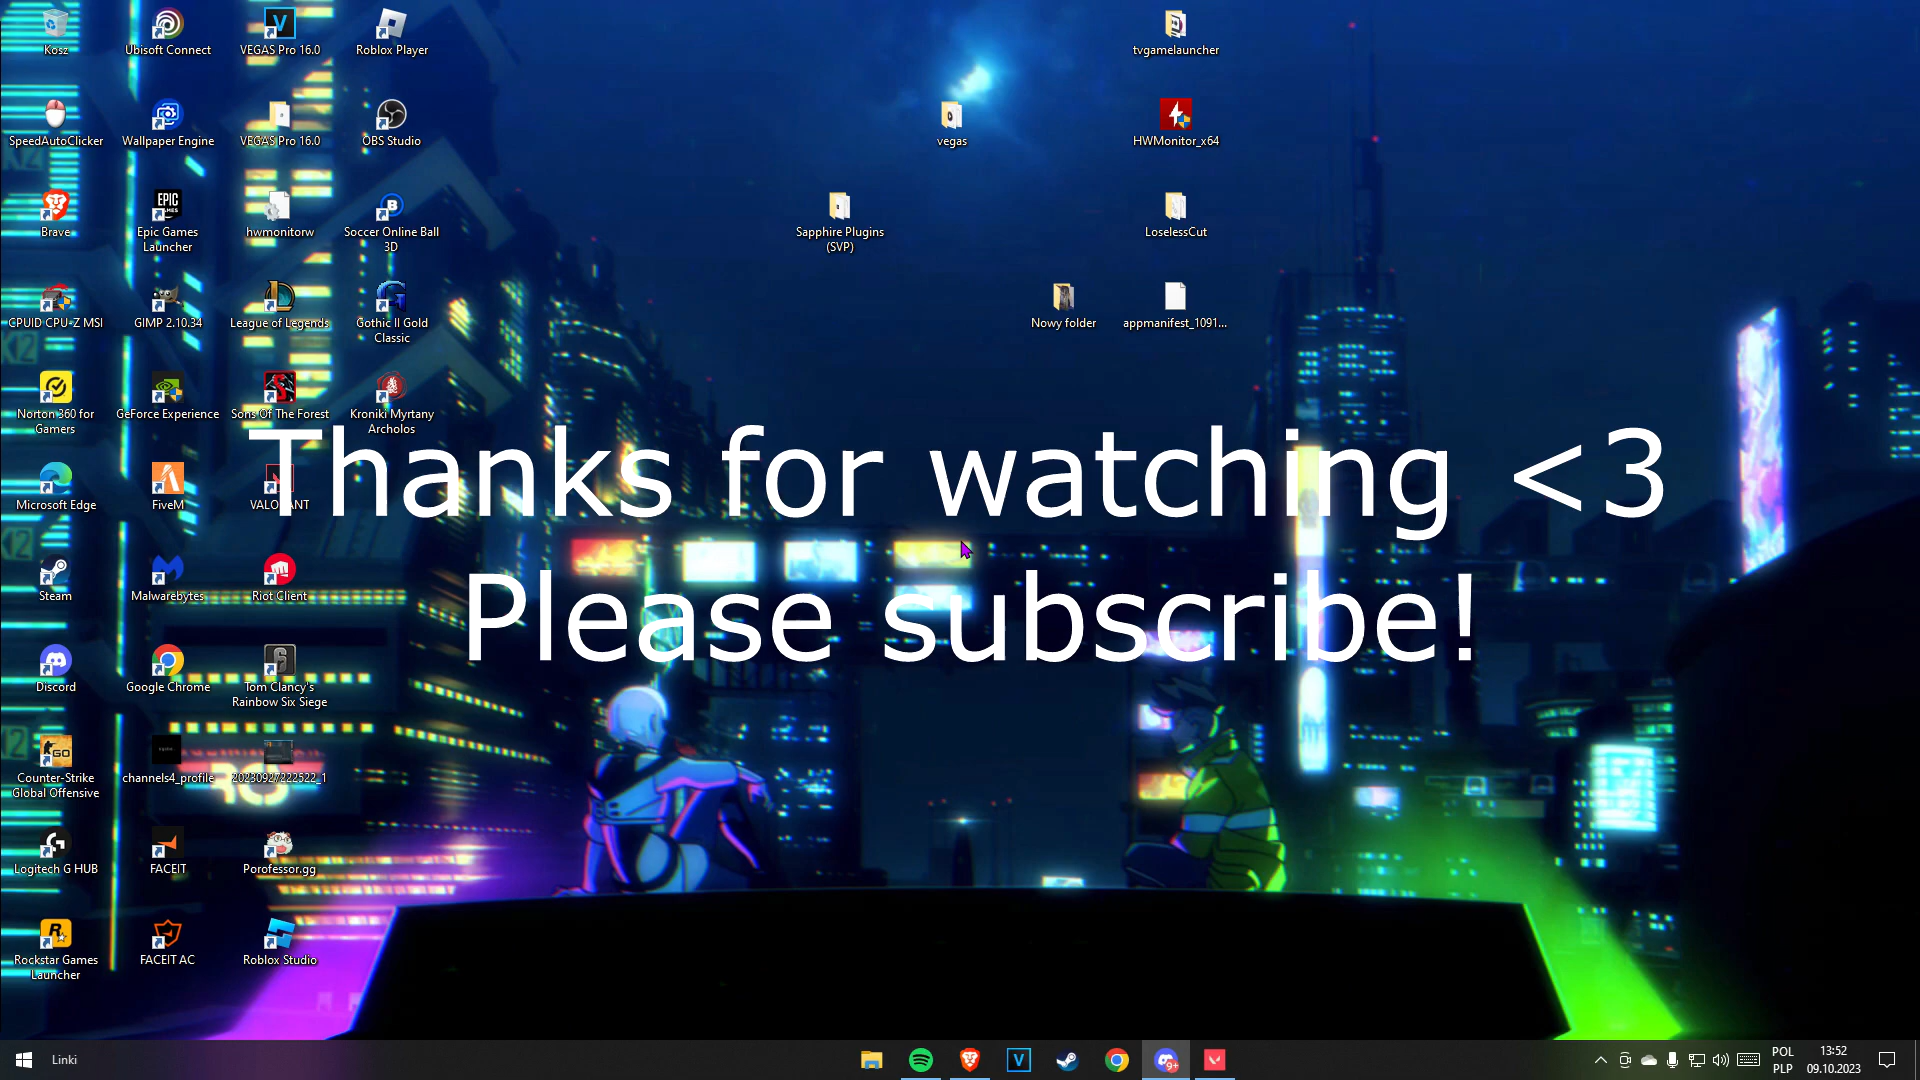 Kosz
Ubisoft Connect
VEGAS Pro 16.0
Roblox Player
tvgamelauncher
SpeedAutoClicker
Wallpaper Engine
VEGAS Pro 16.0
OBS Studio
vegas
HWMonitor_x64
Brave
Epic Games
Launcher
hwmonitorw
Soccer Online Ball
3D
Sapphire Plugins
(SVP)
LoselessCut
CPUID CPU-Z MSI
GIMP 2.10.34
League of Legends
Gothic II Gold
Classic
Nowy folder
appmanifest_1091...
Norton 360 for
Gamers
GeForce Experience
Sons Of The Forest
Kroniki Myrtany
Archolos
Thanks for watching <3
Please subscribe!
Microsoft Edge
FiveM
VALORANT
Steam
Malwarebytes
Riot Client
Discord
Google Chrome
Tom Clancy's
Rainbow Six Siege
Counter-Strike
Global Offensive
channels4_profile
20230927222522_1
Logitech G HUB
FACEIT
Porofessor.gg
Rockstar Games
Launcher
FACEIT AC
Roblox Studio
Linki
POL
PLP
13:52
09.10.2023